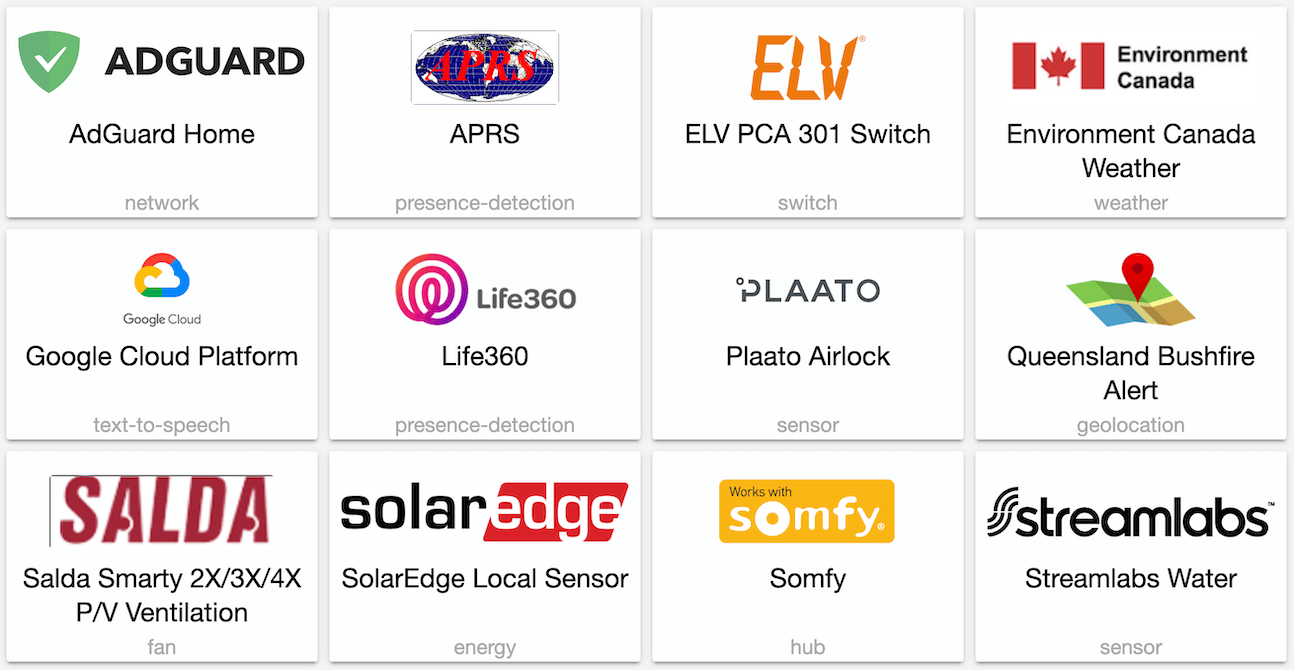 ADGUARD
AdGuard Home
network
APRS
APRS
presence-detection
ELV®
ELV PCA 301 Switch
switch
Environment
Canada
Environment Canada
Weather
weather
Google Cloud
Google Cloud Platform
text-to-speech
Life360
Life360
presence-detection
PLAATO
Plaato Airlock
sensor
Queensland Bushfire
Alert
geolocation
SALDA
Salda Smarty 2X/3X/4X
P/V Ventilation
fan
solaredge
SolarEdge Local Sensor
energy
Works with
somfy®
Somfy
hub
streamlabs™
Streamlabs Water
sensor